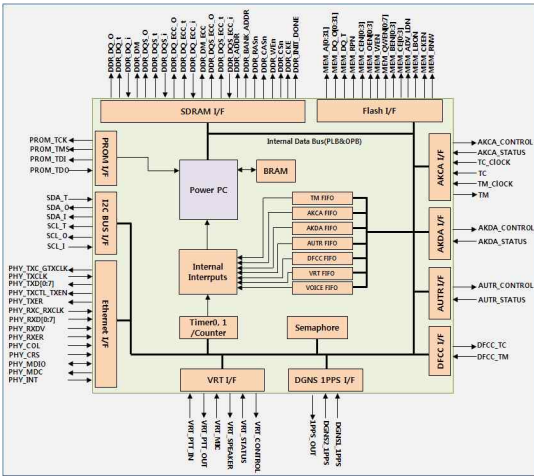 DDR_DQ_O
DDR_DQ_t
DDR_DQ_i
DDR_DM
DDR_DQS_O
DDR_DQS_t
DDR_DQS_i
DDR_DQ_ECC_O
DDR_DQ_ECC_t
DDR_DQ_ECC_i
DDR_DM_ECC
DDR_DQS_ECC_O
DDR_DQS_ECC_t
DDR_DQS_ECC_i
DDR_ADDR
DDR_BANK_ADDR
DDR_RASn
DDR_CASn
DDR_WEn
DDR_CSn
DDR_CKE
DDR_INIT_DONE
MEM_A[0:31]
MEM_DQ_O[0:31]
MEM_DQ_T
MEM_RPN
MEM_CEN[0:3]
MEM_OEN[0:3]
MEM_WEN
MEM_QWEN[0:7]
MEM_BEN[0:3]
MEM_CE[0:3]
MEM_ADV_LDN
MEM_LBON
MEM_CKEN
MEM_RNW
SDRAM I/F
Flash I/F
Internal Data Bus(PLB&OPB)
PROM_TCK
PROM_TMS
PROM_TDI
PROM_TDO
PROM I/F
Power PC
BRAM
AKCA I/F
AKCA_CONTROL
AKCA_STATUS
TC_ClOCK
TC
TM_ClOCK
TM
SDA_T
SDA_O
SDA_I
SCL_T
SCL_O
SCL_I
I2C BUS I/F
TM FIFO
AKCA FIFO
AKDA FIFO
AUTR FIFO
DFCC FIFO
VRT FIFO
VOICE FIFO
AKDA I/F
AKDA_CONTROL
AKDA_STATUS
Internal
Interrputs
PHY_TXC_GTXCLK
PHY_TXCLK
PHY_TXD[0:7]
PHY_TXCTL_TXEN
PHY_TXER
PHY_RXC_RXCLK
PHY_RXD[0:7]
PHY_RXDV
PHY_RXER
PHY_COL
PHY_CRS
PHY_MDIO
PHY_MDC
PHY_INT
Ethernet I/F
AUTR I/F
AUTR_CONTROL
AUTR_STATUS
Timer0, 1
/Counter
Semaphore
DFCC I/F
DFCC_TC
DFCC_TM
VRT I/F
DGNS 1PPS I/F
VRT_PTT_IN
VRT_PTT_OUT
VRT_MIC
VRT_SPEAKER
VRT_STATUS
VRT_CONTROL
1PPS_OUT
DGNS2_1PPS
DGNS1_1PPS